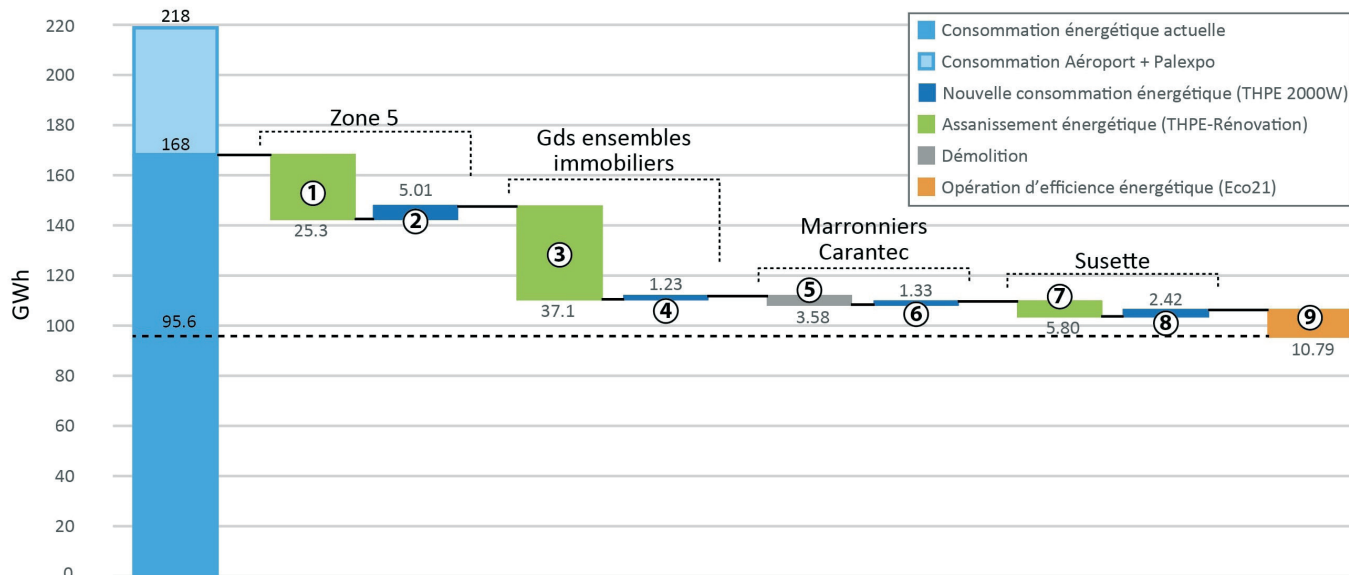 218
220
200
180
168
160
140
120
100
95.6
80
60
40
20
0
GWh
Zone 5
1
25.3
5.01
2
Gds ensembles
immobiliers
3
37.1
1.23
4
Marronniers
Carantec
5
3.58
1.33
6
Susette
7
5.80
2.42
8
9
10.79
Consommation énergétique actuelle
Consommation Aéroport + Palexpo
Nouvelle consommation énergétique (THPE 2000W)
Assanissement énergétique (THPE-Rénovation)
Démolition
Opération d'efficience énergétique (Eco21)